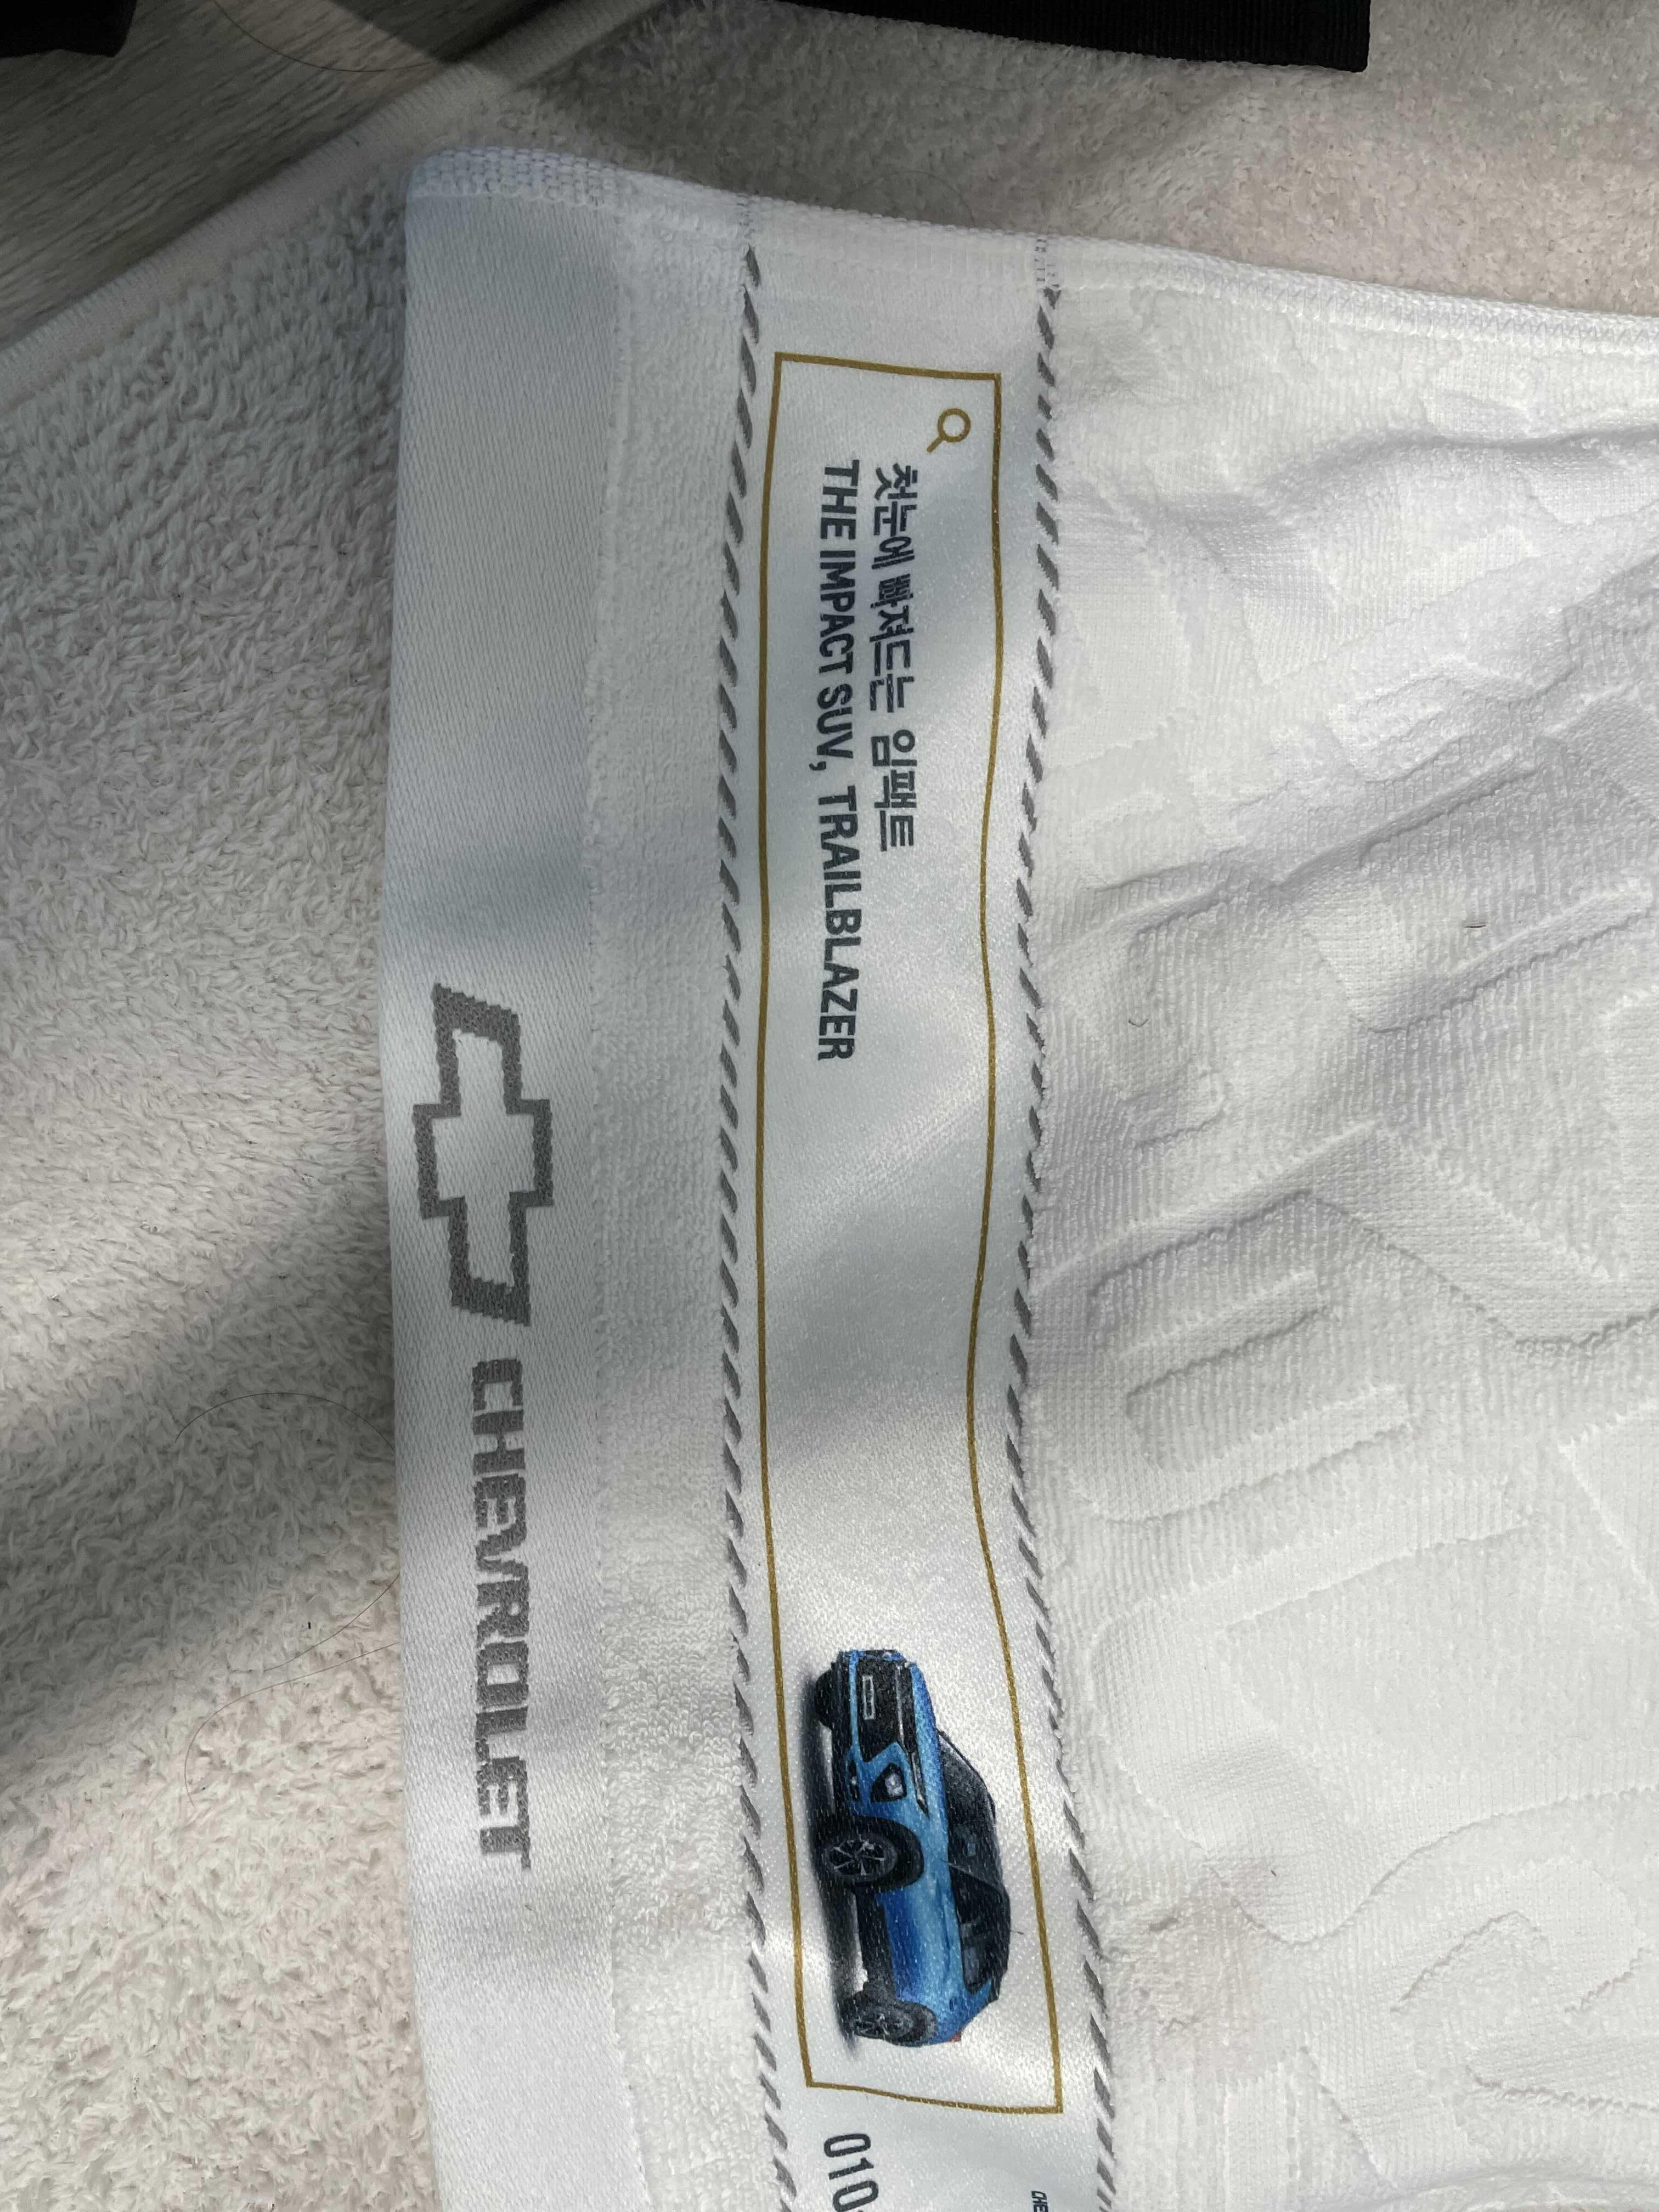 첫눈에 빠져드는 임팩트
THE IMPACT SUV, TRAILBLAZER
010-
CHEVROLET